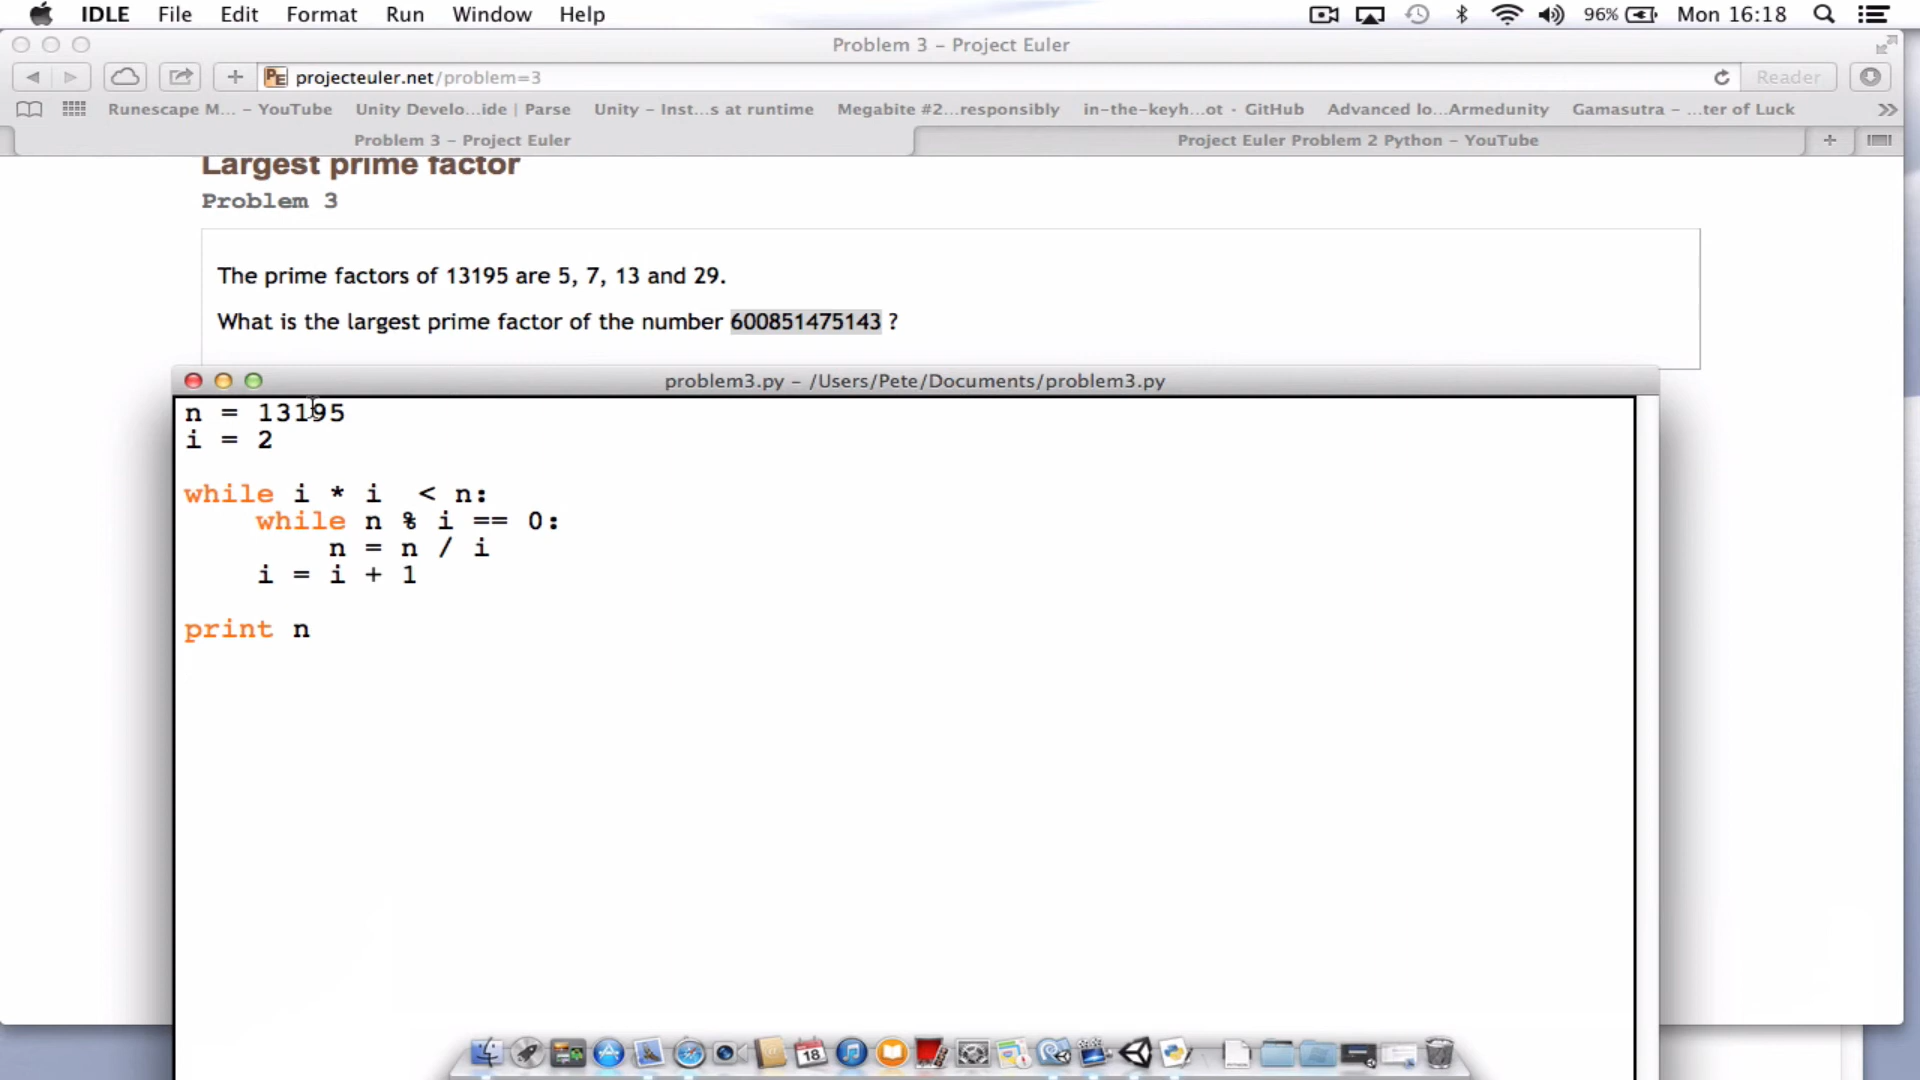 IDLE File Edit Format Run Window Help 96% Mon 16:18
Problem 3 – Project Euler
projecteuler.net/problem=3 Reader
Runescape M... – YouTube Unity Develo...ide | Parse Unity – Inst...s at runtime Megabite #2...responsibly in-the-keyh...ot · GitHub Advanced lo...Armedunity Gamasutra – ...ter of Luck
Problem 3 – Project Euler Project Euler Problem 2 Python – YouTube
Largest prime factor
Problem 3
The prime factors of 13195 are 5, 7, 13 and 29.
What is the largest prime factor of the number 600851475143 ?
problem3.py – /Users/Pete/Documents/problem3.py
n = 13195
i = 2
while i * i  < n:
    while n % i == 0:
        n = n / i
    i = i + 1
print n
18